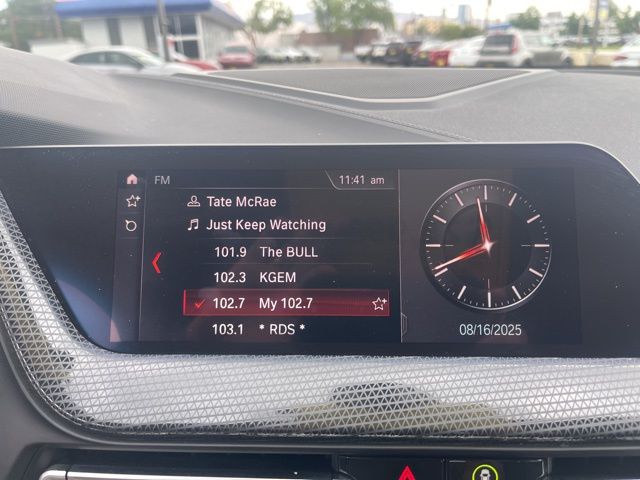 FM
11:41 am
Tate McRae
Just Keep Watching
101.9 The BULL
102.3 KGEM
102.7 My 102.7
103.1 * RDS *
08/16/2025